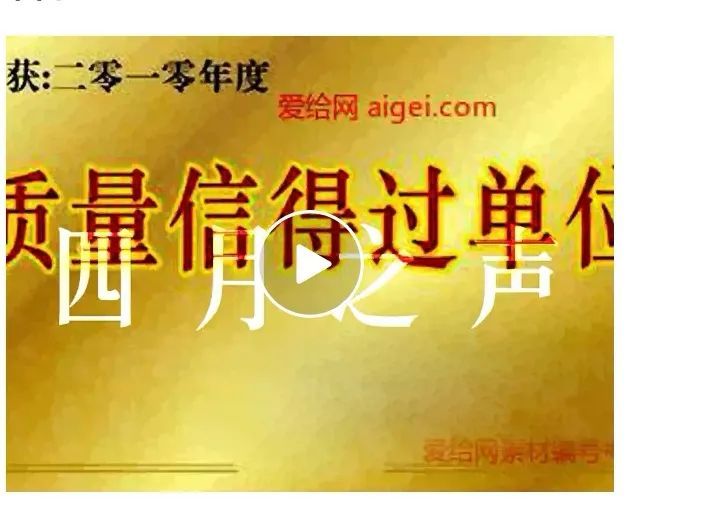 获:二零一零年度
爱给网 aigei.com
质量信得过单位
四月之声
爱给网素材编号